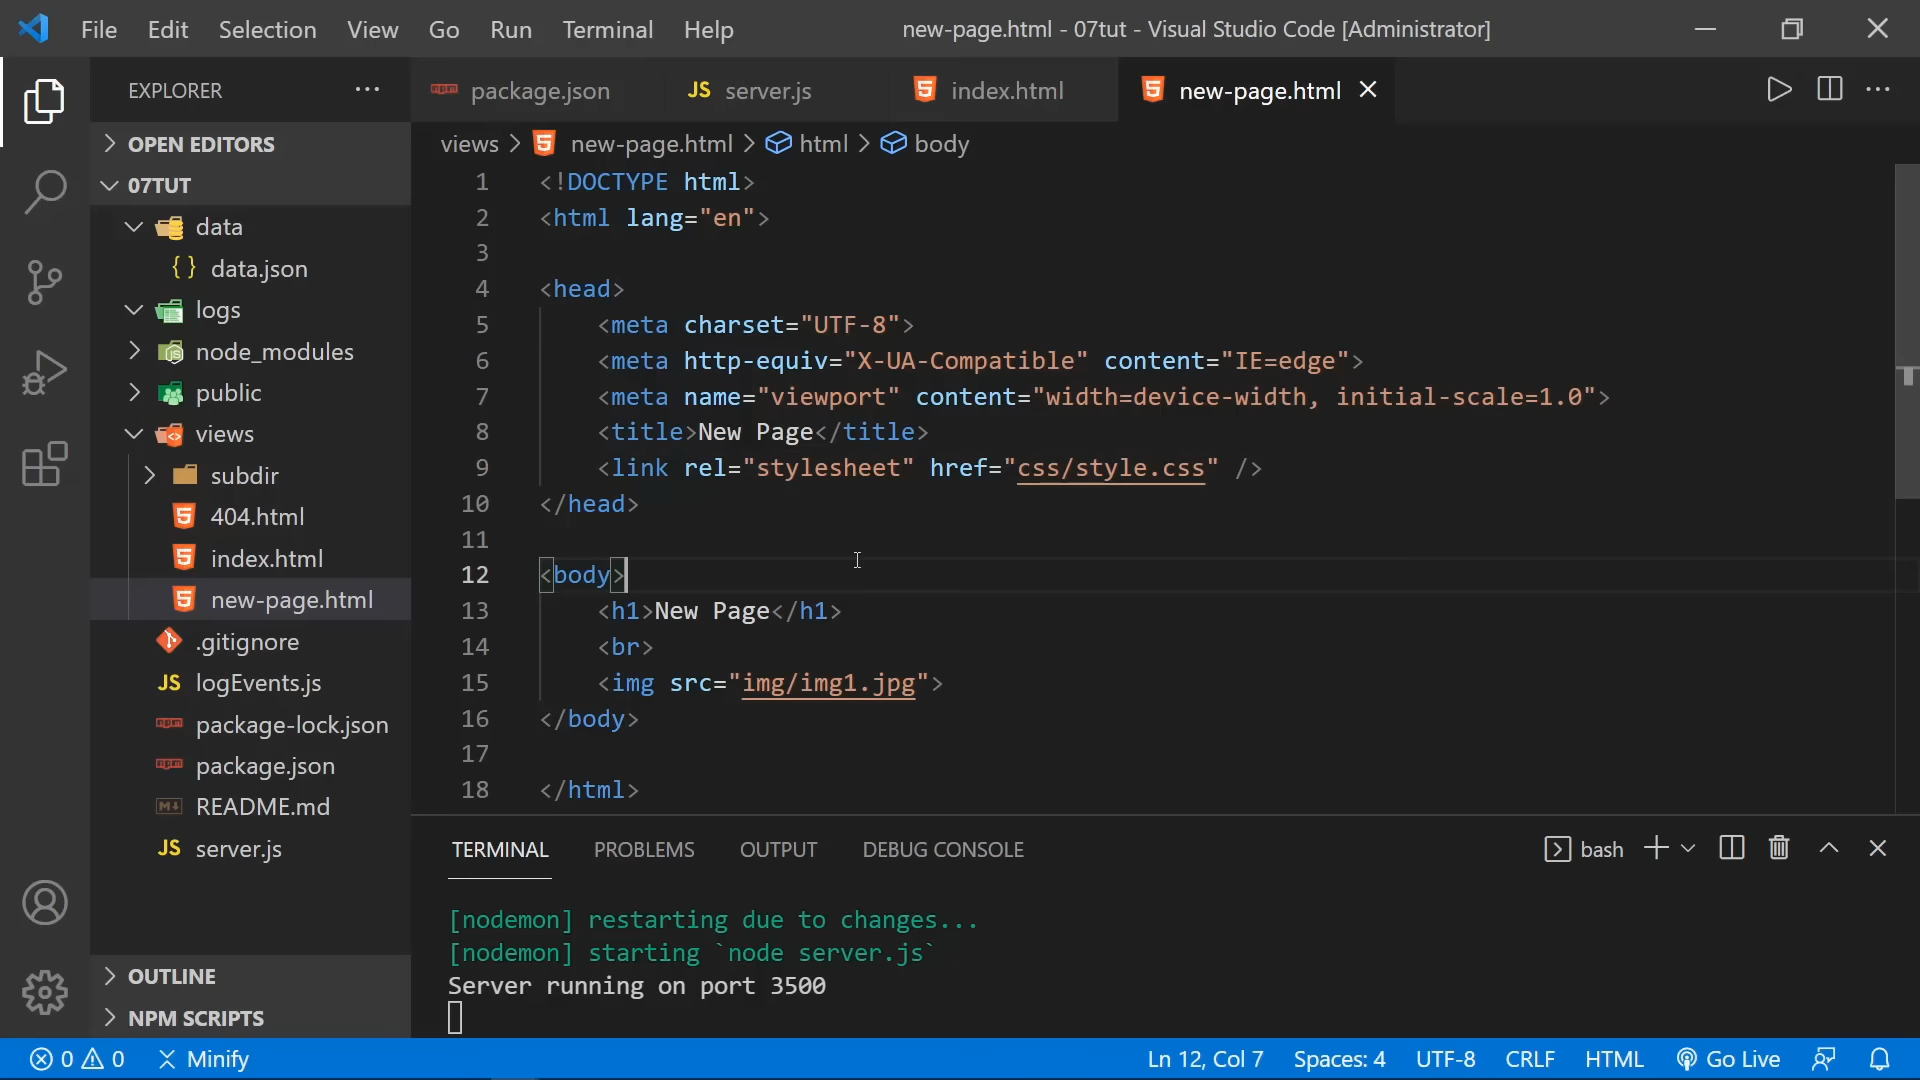 File Edit Selection View Go Run Terminal Help new-page.html - 07tut - Visual Studio Code [Administrator]
EXPLORER
OPEN EDITORS
07TUT
data
{ } data.json
logs
node_modules
public
views
subdir
404.html
index.html
new-page.html
.gitignore
JS logEvents.js
package-lock.json
package.json
README.md
JS server.js
OUTLINE
NPM SCRIPTS
package.json JS server.js index.html new-page.html
views > new-page.html > html > body
1 <!DOCTYPE html>
2 <html lang="en">
3
4 <head>
5 <meta charset="UTF-8">
6 <meta http-equiv="X-UA-Compatible" content="IE=edge">
7 <meta name="viewport" content="width=device-width, initial-scale=1.0">
8 <title>New Page</title>
9 <link rel="stylesheet" href="css/style.css" />
10 </head>
11
12 <body>
13 <h1>New Page</h1>
14 <br>
15 <img src="img/img1.jpg">
16 </body>
17
18 </html>
TERMINAL PROBLEMS OUTPUT DEBUG CONSOLE bash
[nodemon] restarting due to changes...
[nodemon] starting `node server.js`
Server running on port 3500
0 0 Minify Ln 12, Col 7 Spaces: 4 UTF-8 CRLF HTML Go Live